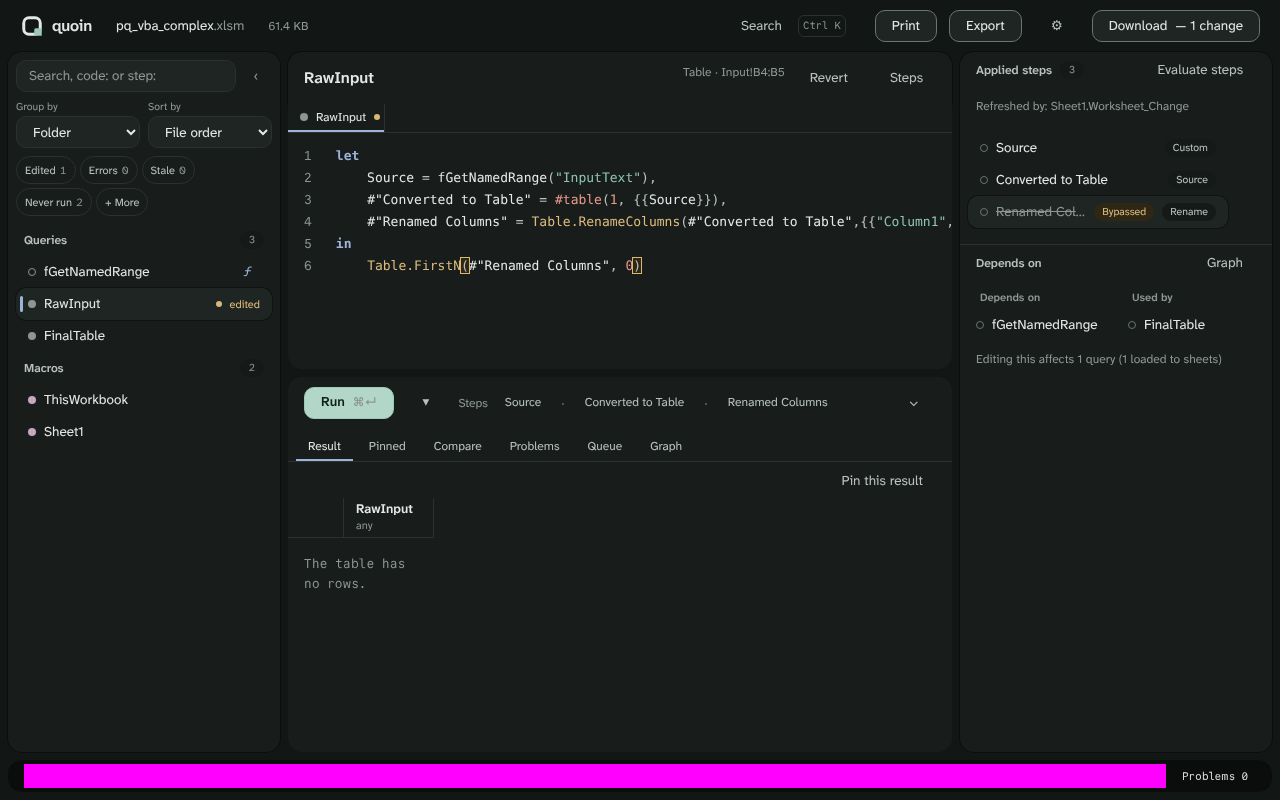 quoin
pq_vba_complex.xlsm
61.4 KB
Search
Ctrl K
Print
Export
Download — 1 change
Search, code: or step:
Group by
Sort by
Folder
File order
Edited 1
Errors 0
Stale 0
Never run 2
+ More
Queries
3
fGetNamedRange
RawInput
edited
FinalTable
Macros
2
ThisWorkbook
Sheet1
RawInput
Table · Input!B4:B5
Revert
Steps
RawInput
1 let
2 Source = fGetNamedRange("InputText"),
3 #"Converted to Table" = #table(1, {{Source}}),
4 #"Renamed Columns" = Table.RenameColumns(#"Converted to Table",{{"Column1",
5 in
6 Table.FirstN(#"Renamed Columns", 0)
Run ⌘↵
Steps
Source
·
Converted to Table
·
Renamed Columns
Result
Pinned
Compare
Problems
Queue
Graph
Pin this result
RawInput
any
The table has
no rows.
Applied steps
3
Evaluate steps
Refreshed by: Sheet1.Worksheet_Change
Source
Custom
Converted to Table
Source
Renamed Col…
Bypassed
Rename
Depends on
Graph
Depends on
Used by
fGetNamedRange
FinalTable
Editing this affects 1 query (1 loaded to sheets)
Problems 0